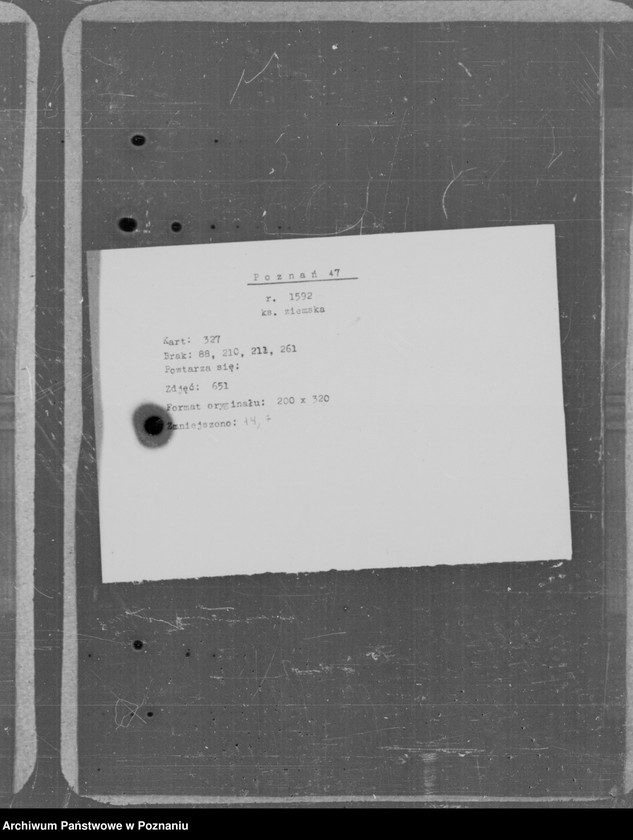 Poznań 47
r. 1592
ks. ziemska
Kart: 327
Brak: 88, 210, 211, 261
Powtarza się:
Zdjęć: 651
Format oryginału: 200 x 320
Zmniejszono: 14,
Archiwum Państwowe w Poznaniu